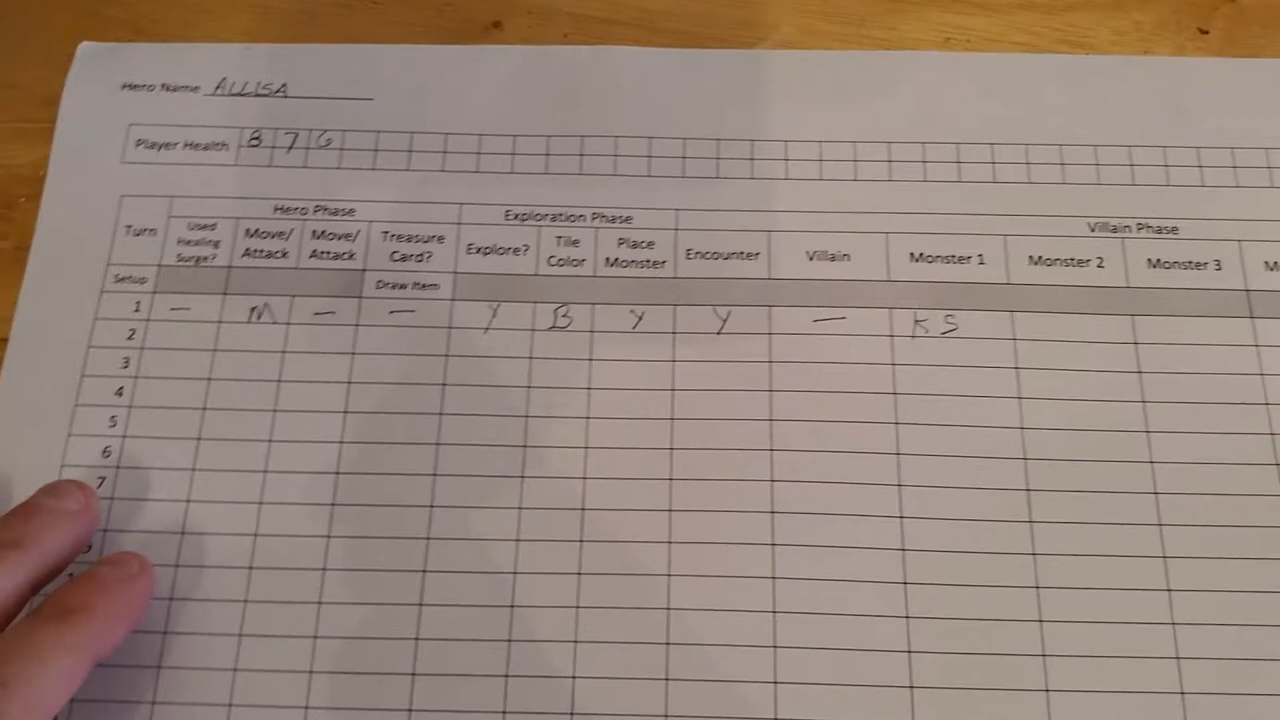 Hero Name ALLISA
Player Health 8 7 6
Hero Phase Exploration Phase Villain Phase
Turn Used Healing Surge? Move/ Attack Move/ Attack Treasure Card? Explore? Tile Color Place Monster Encounter Villain Monster 1 Monster 2 Monster 3 M
Setup Draw Item
1 — M — — Y B Y Y — K S
2
3
4
5
6
7